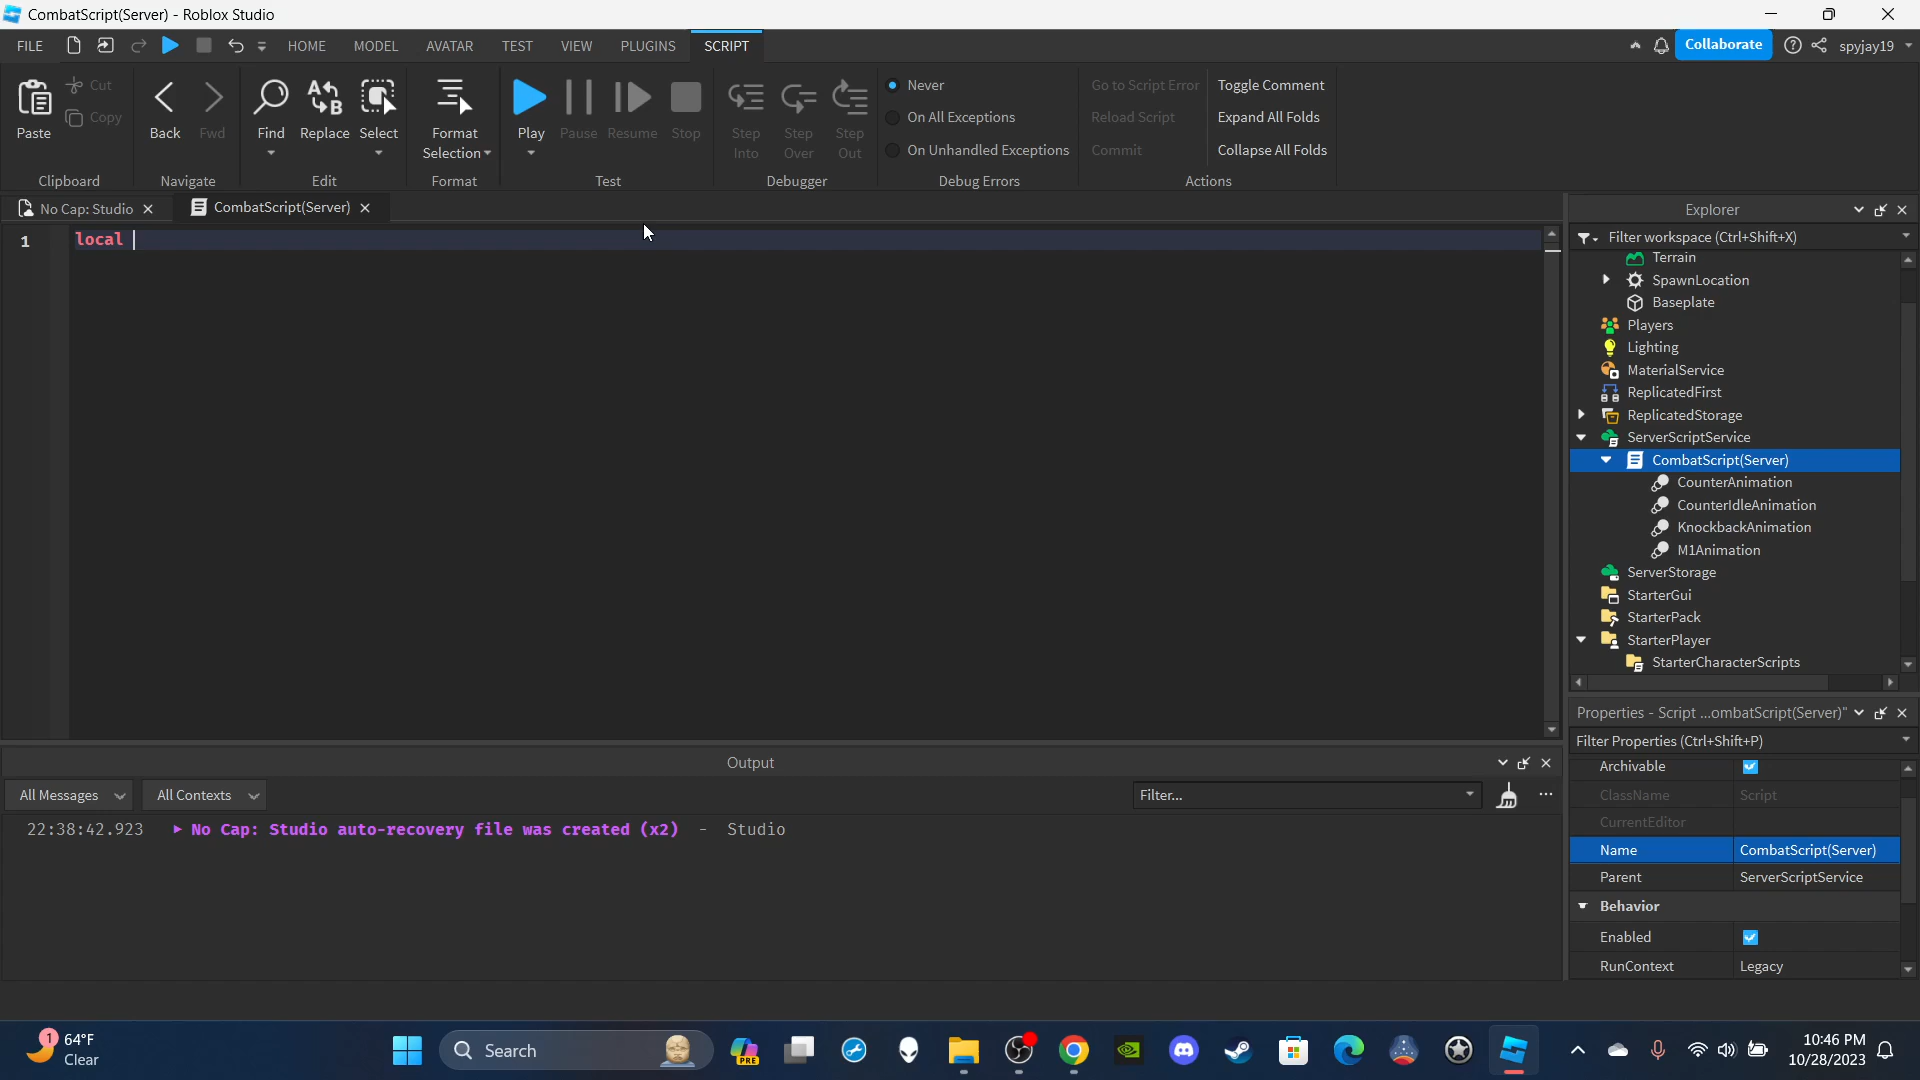 CombatScript(Server) - Roblox Studio
FILE HOME MODEL AVATAR TEST VIEW PLUGINS SCRIPT Collaborate spyjay19
Paste Cut Copy Clipboard
Back Fwd Navigate
Find Replace Select Edit
Format Selection Format
Play Pause Resume Stop Test
Step Into Step Over Step Out Debugger
Never
On All Exceptions
On Unhandled Exceptions
Debug Errors
Go to Script Error
Reload Script
Commit
Toggle Comment
Expand All Folds
Collapse All Folds
Actions
No Cap: Studio CombatScript(Server)
1 local
Explorer
Filter workspace (Ctrl+Shift+X)
Terrain
SpawnLocation
Baseplate
Players
Lighting
MaterialService
ReplicatedFirst
ReplicatedStorage
ServerScriptService
CombatScript(Server)
CounterAnimation
CounterIdleAnimation
KnockbackAnimation
M1Animation
ServerStorage
StarterGui
StarterPack
StarterPlayer
StarterCharacterScripts
Properties - Script ...ombatScript(Server)"
Filter Properties (Ctrl+Shift+P)
Archivable
ClassName Script
CurrentEditor
Name CombatScript(Server)
Parent ServerScriptService
Behavior
Enabled
RunContext Legacy
Output
All Messages All Contexts Filter... ...
22:38:42.923 No Cap: Studio auto-recovery file was created (x2) - Studio
1 64°F
Clear
Search
PRE
10:46 PM
10/28/2023